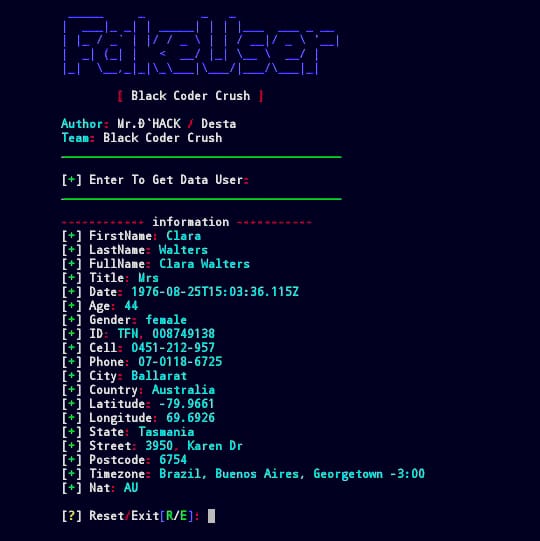 FakeUser
[ Black Coder Crush ]
Author: Mr.Đ`HACK / Desta
Team: Black Coder Crush
[+] Enter To Get Data User:
------------ information -----------
[+] FirstName: Clara
[+] LastName: Walters
[+] FullName: Clara Walters
[+] Title: Mrs
[+] Date: 1976-08-25T15:03:36.115Z
[+] Age: 44
[+] Gender: female
[+] ID: TFN, 008749138
[+] Cell: 0451-212-957
[+] Phone: 07-0118-6725
[+] City: Ballarat
[+] Country: Australia
[+] Latitude: -79.9661
[+] Longitude: 69.6926
[+] State: Tasmania
[+] Street: 3950, Karen Dr
[+] Postcode: 6754
[+] Timezone: Brazil, Buenos Aires, Georgetown -3:00
[+] Nat: AU
[?] Reset/Exit[R/E]: